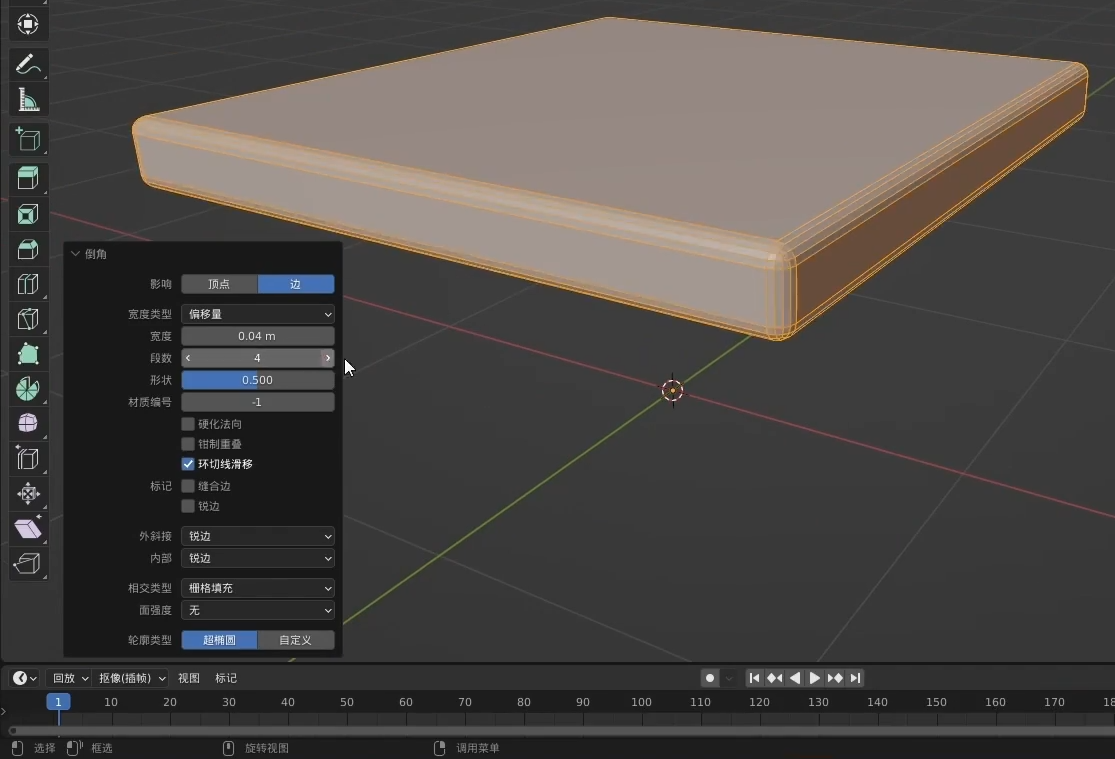 倒角
影响 顶点 边
宽度类型 偏移量
宽度 0.04 m
段数 4
形状 0.500
材质编号 -1
硬化法向
钳制重叠
环切线滑移
标记 缝合边
锐边
外斜接 锐边
内部 锐边
相交类型 栅格填充
面强度 无
轮廓类型 超椭圆 自定义
回放 抠像(插帧) 视图 标记
1 10 20 30 40 50 60 70 80 90 100 110 120 130 140 150 160 170
选择 框选 旋转视图 调用菜单